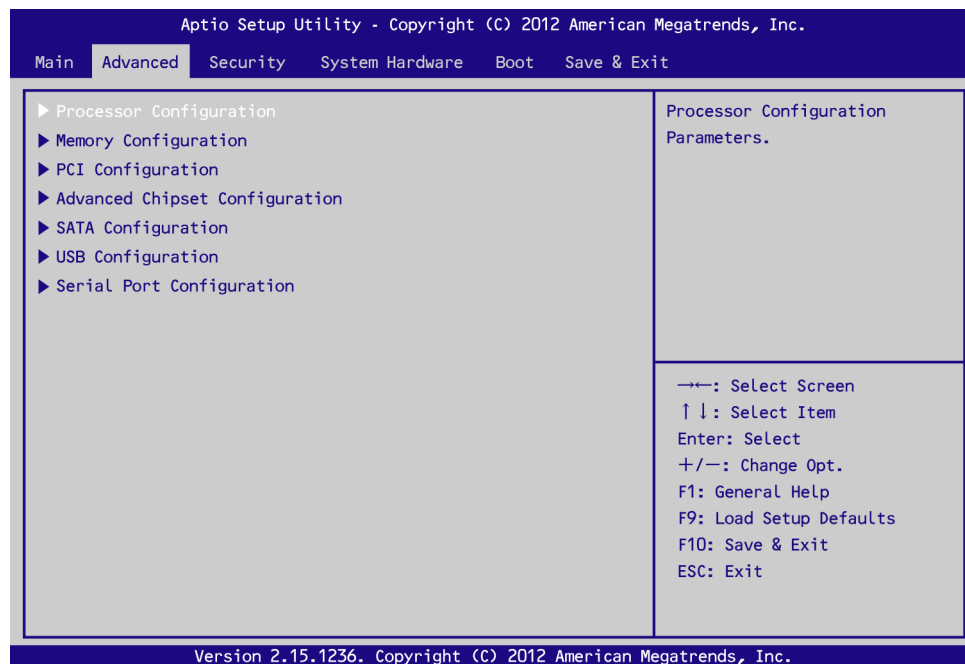 Aptio Setup Utility - Copyright (C) 2012 American Megatrends, Inc.
Main Advanced Security System Hardware Boot Save & Exit
▶ Processor Configuration
▶ Memory Configuration
▶ PCI Configuration
▶ Advanced Chipset Configuration
▶ SATA Configuration
▶ USB Configuration
▶ Serial Port Configuration
Processor Configuration
Parameters.
→←: Select Screen
↑↓: Select Item
Enter: Select
+/-: Change Opt.
F1: General Help
F9: Load Setup Defaults
F10: Save & Exit
ESC: Exit
Version 2.15.1236. Copyright (C) 2012 American Megatrends, Inc.